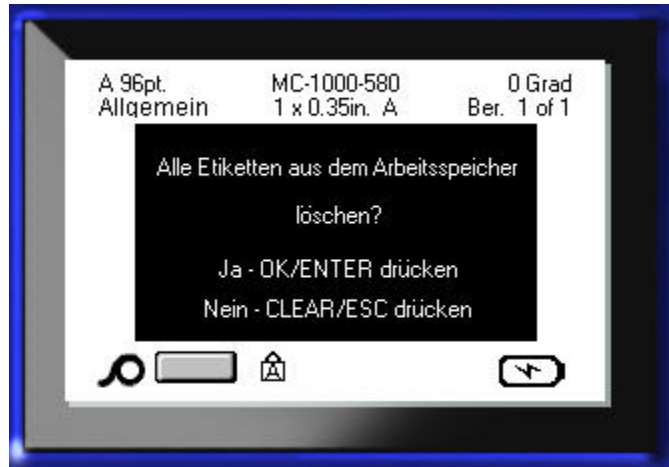 A 96pt. MC-1000-580 0 Grad
Allgemein 1 x 0.35in. A Ber. 1 of 1
Alle Etiketten aus dem Arbeitsspeicher
löschen?
Ja - OK/ENTER drücken
Nein - CLEAR/ESC drücken
A